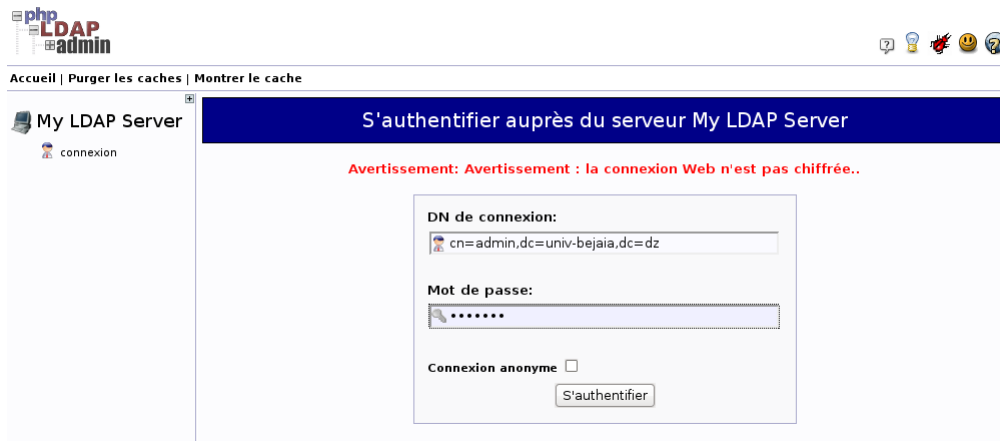 php
LDAP
admin
Accueil | Purger les caches | Montrer le cache
My LDAP Server
connexion
S'authentifier auprès du serveur My LDAP Server
Avertissement: Avertissement : la connexion Web n'est pas chiffrée..
DN de connexion:
cn=admin,dc=univ-bejaia,dc=dz
Mot de passe:
•••••••
Connexion anonyme
S'authentifier